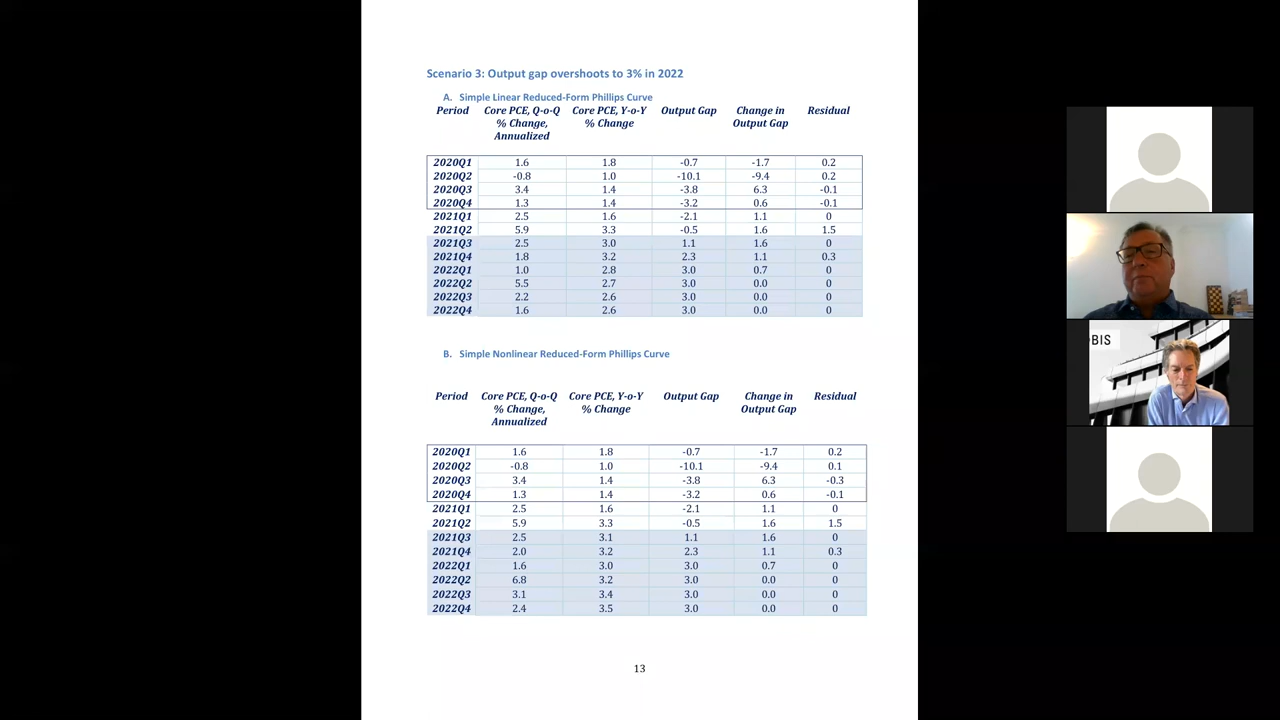 Scenario 3: Output gap overshoots to 3% in 2022
A. Simple Linear Reduced-Form Phillips Curve
Period Core PCE, Q-o-Q % Change, Annualized Core PCE, Y-o-Y % Change Output Gap Change in Output Gap Residual
2020Q1 1.6 1.8 -0.7 -1.7 0.2
2020Q2 -0.8 1.0 -10.1 -9.4 0.2
2020Q3 3.4 1.4 -3.8 6.3 -0.1
2020Q4 1.3 1.4 -3.2 0.6 -0.1
2021Q1 2.5 1.6 -2.1 1.1 0
2021Q2 5.9 3.3 -0.5 1.6 1.5
2021Q3 2.5 3.0 1.1 1.6 0
2021Q4 1.8 3.2 2.3 1.1 0.3
2022Q1 1.0 2.8 3.0 0.7 0
2022Q2 5.5 2.7 3.0 0.0 0
2022Q3 2.2 2.6 3.0 0.0 0
2022Q4 1.6 2.6 3.0 0.0 0
B. Simple Nonlinear Reduced-Form Phillips Curve
Period Core PCE, Q-o-Q % Change, Annualized Core PCE, Y-o-Y % Change Output Gap Change in Output Gap Residual
2020Q1 1.6 1.8 -0.7 -1.7 0.2
2020Q2 -0.8 1.0 -10.1 -9.4 0.1
2020Q3 3.4 1.4 -3.8 6.3 -0.3
2020Q4 1.3 1.4 -3.2 0.6 -0.1
2021Q1 2.5 1.6 -2.1 1.1 0
2021Q2 5.9 3.3 -0.5 1.6 1.5
2021Q3 2.5 3.1 1.1 1.6 0
2021Q4 2.0 3.2 2.3 1.1 0.3
2022Q1 1.6 3.0 3.0 0.7 0
2022Q2 6.8 3.2 3.0 0.0 0
2022Q3 3.1 3.4 3.0 0.0 0
2022Q4 2.4 3.5 3.0 0.0 0
13
BIS